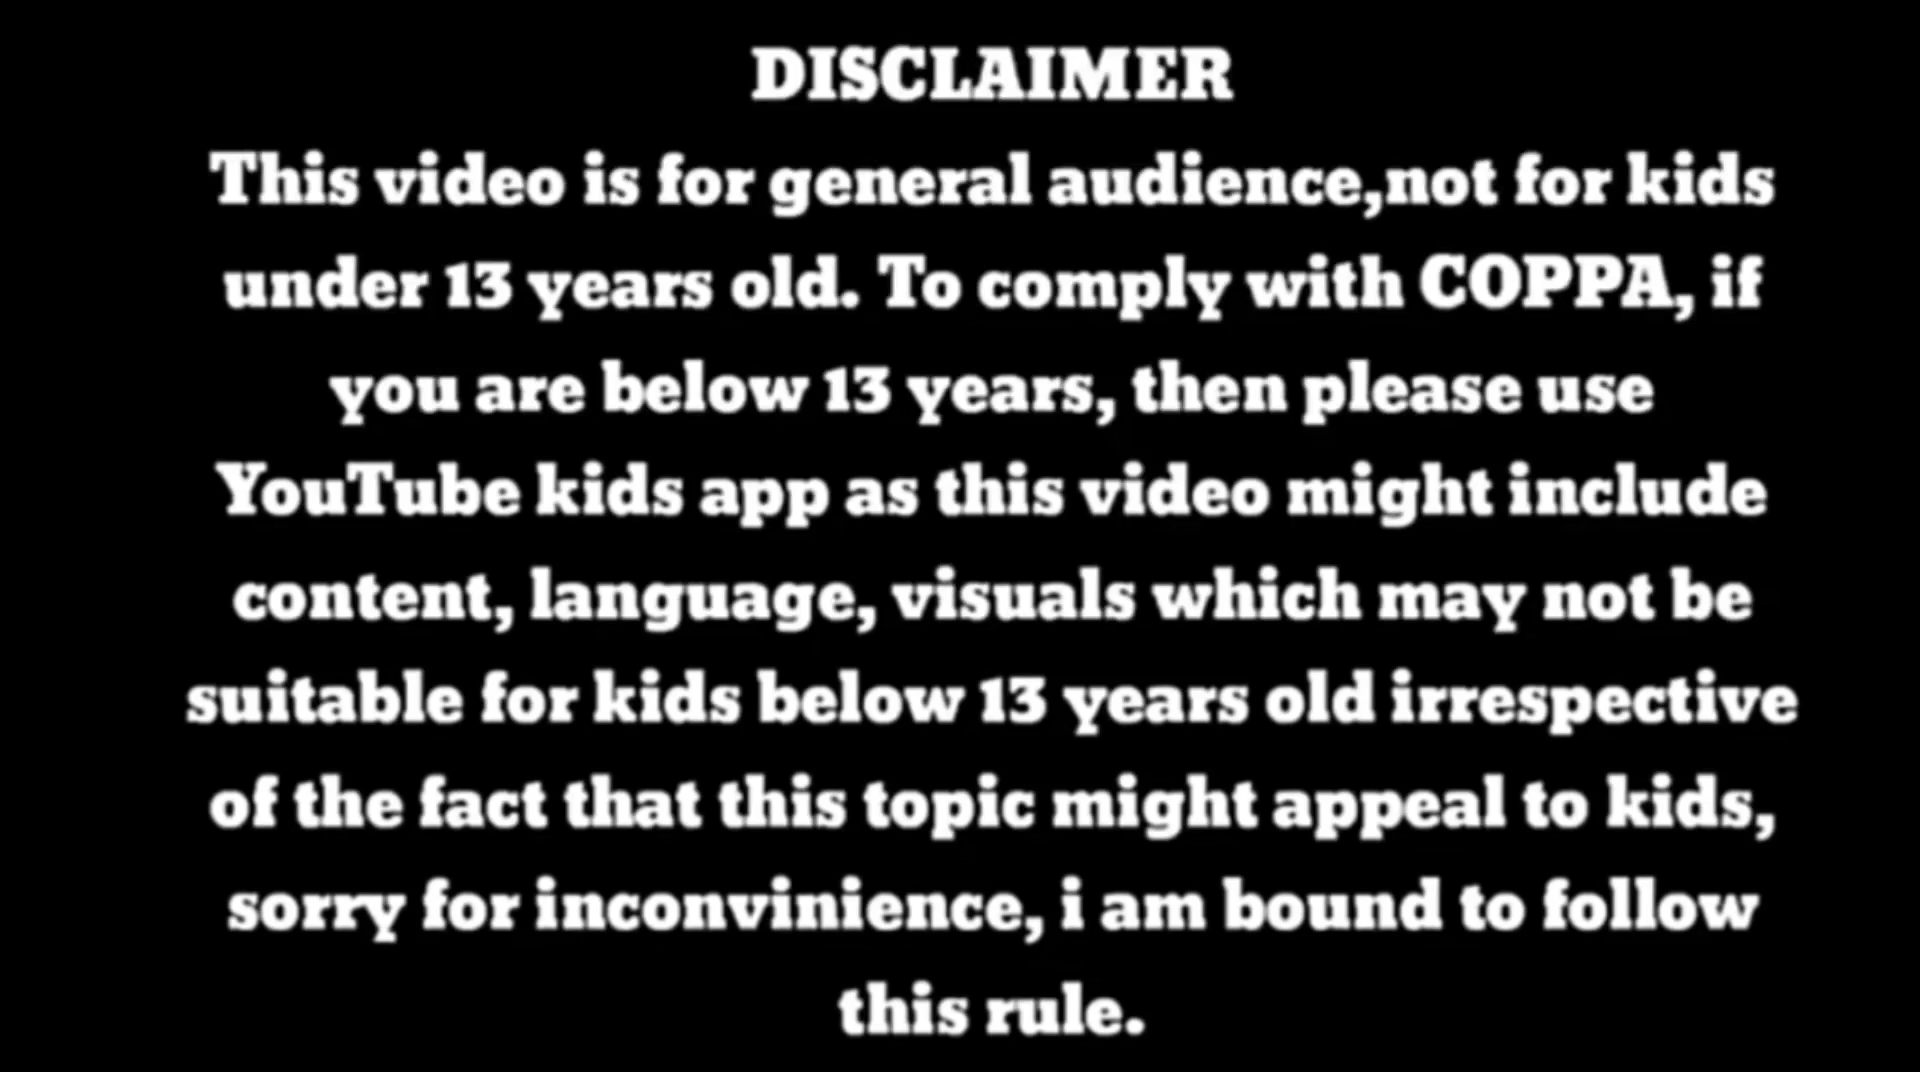 DISCLAIMER
This video is for general audience,not for kids
under 13 years old. To comply with COPPA, if
you are below 13 years, then please use
YouTube kids app as this video might include
content, language, visuals which may not be
suitable for kids below 13 years old irrespective
of the fact that this topic might appeal to kids,
sorry for inconvinience, i am bound to follow
this rule.